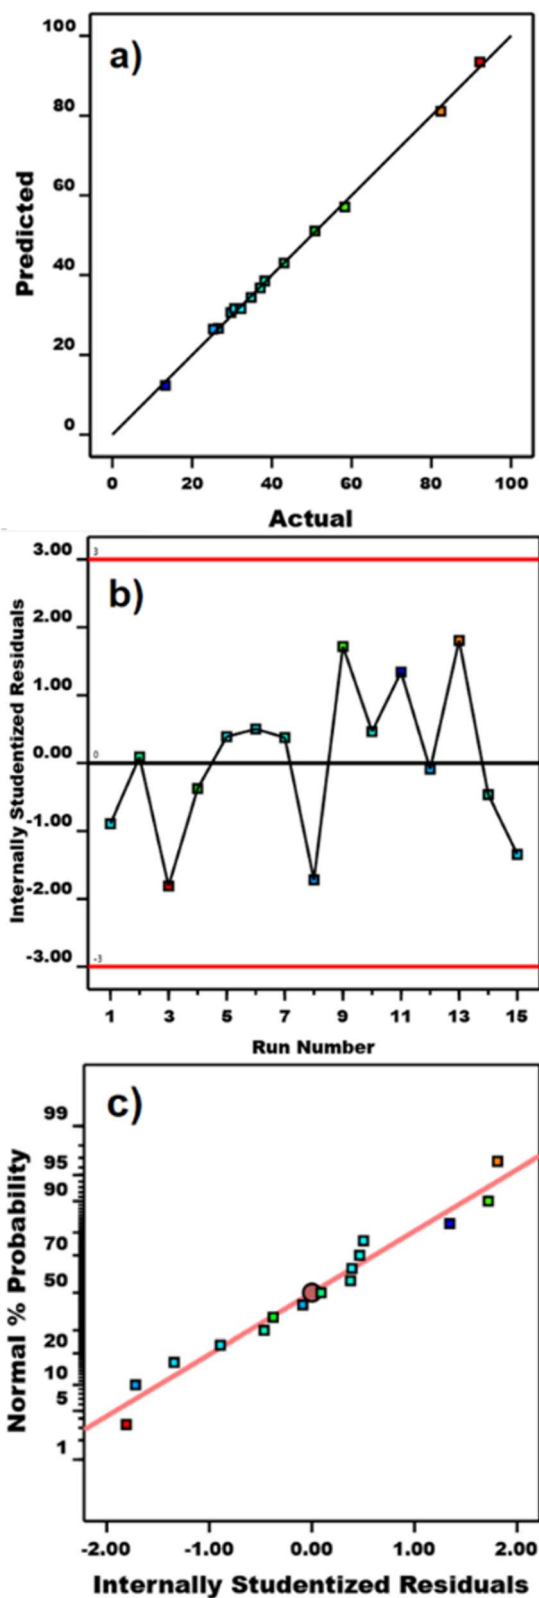 a)
100
80
60
40
20
0
Predicted
0 20 40 60 80 100
Actual
b)
3.00
2.00
1.00
0.00
-1.00
-2.00
-3.00
3
0
-3
Internally Studentized Residuals
1 3 5 7 9 11 13 15
Run Number
c)
99
95
90
70
50
20
10
5
1
Normal % Probability
-2.00 -1.00 0.00 1.00 2.00
Internally Studentized Residuals